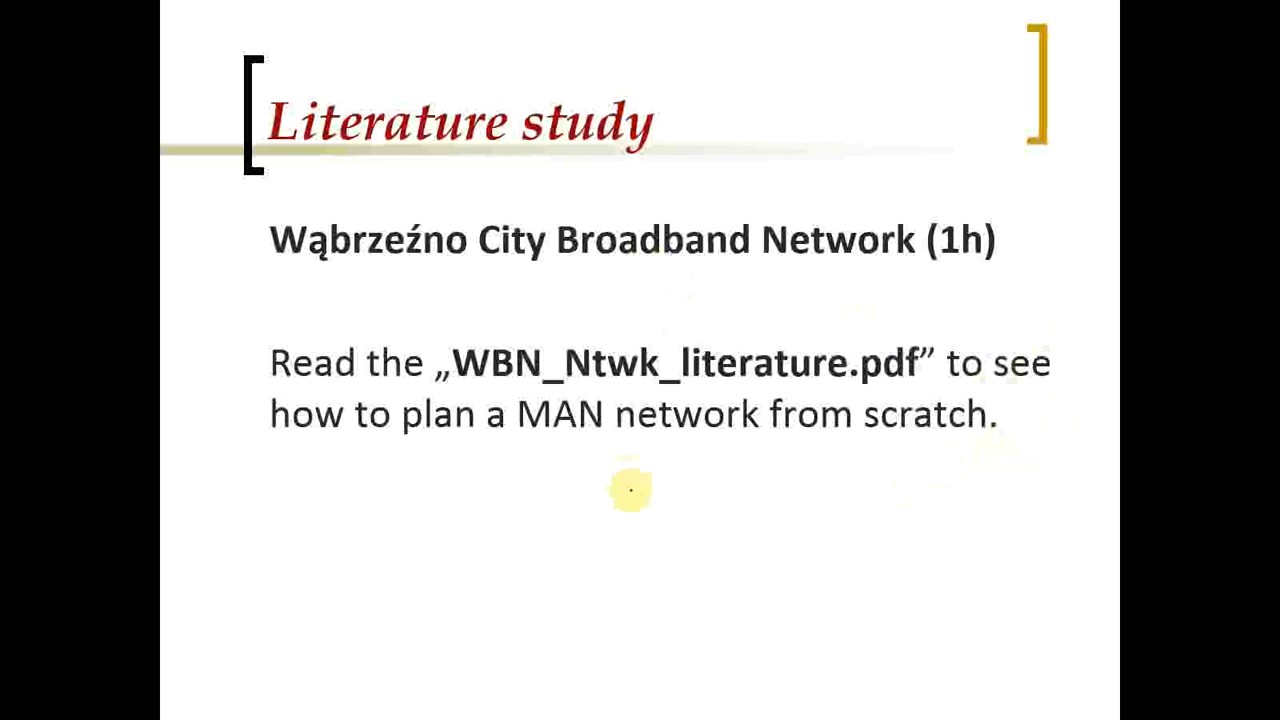 Literature study
Wąbrzeźno City Broadband Network (1h)
Read the „WBN_Ntwk_literature.pdf” to see
how to plan a MAN network from scratch.